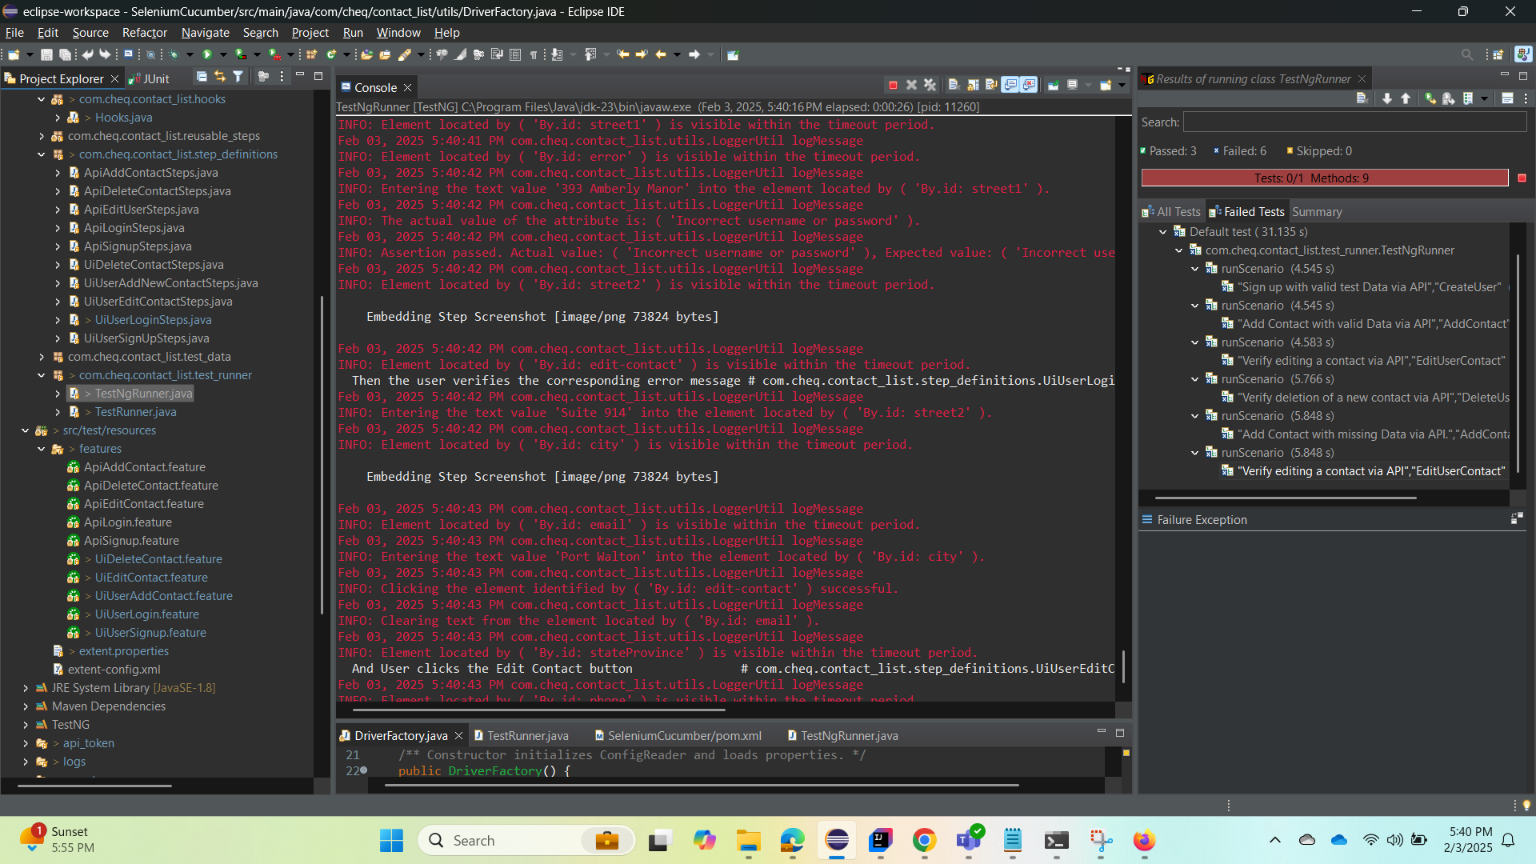 eclipse-workspace - SeleniumCucumber/src/main/java/com/cheq/contact_list/utils/DriverFactory.java - Eclipse IDE
File Edit Source Refactor Navigate Search Project Run Window Help
Project Explorer
JUnit
com.cheq.contact_list.hooks
Hooks.java
com.cheq.contact_list.reusable_steps
com.cheq.contact_list.step_definitions
ApiAddContactSteps.java
ApiDeleteContactSteps.java
ApiEditUserSteps.java
ApiLoginSteps.java
ApiSignupSteps.java
UiDeleteContactSteps.java
UiUserAddNewContactSteps.java
UiUserEditContactSteps.java
> UiUserLoginSteps.java
UiUserSignUpSteps.java
com.cheq.contact_list.test_data
> com.cheq.contact_list.test_runner
> TestNgRunner.java
> TestRunner.java
> src/test/resources
> features
ApiAddContact.feature
ApiDeleteContact.feature
ApiEditContact.feature
ApiLogin.feature
ApiSignup.feature
> UiDeleteContact.feature
> UiEditContact.feature
> UiUserAddContact.feature
> UiUserLogin.feature
> UiUserSignup.feature
> extent.properties
extent-config.xml
JRE System Library [JavaSE-1.8]
Maven Dependencies
TestNG
> api_token
> logs
Console
TestNgRunner [TestNG] C:\Program Files\Java\jdk-23\bin\javaw.exe (Feb 3, 2025, 5:40:16 PM elapsed: 0:00:26) [pid: 11260]
INFO: Element located by ( 'By.id: street1' ) is visible within the timeout period.
Feb 03, 2025 5:40:41 PM com.cheq.contact_list.utils.LoggerUtil logMessage
INFO: Element located by ( 'By.id: error' ) is visible within the timeout period.
Feb 03, 2025 5:40:42 PM com.cheq.contact_list.utils.LoggerUtil logMessage
INFO: Entering the text value '393 Amberly Manor' into the element located by ( 'By.id: street1' ).
Feb 03, 2025 5:40:42 PM com.cheq.contact_list.utils.LoggerUtil logMessage
INFO: The actual value of the attribute is: ( 'Incorrect username or password' ).
Feb 03, 2025 5:40:42 PM com.cheq.contact_list.utils.LoggerUtil logMessage
INFO: Assertion passed. Actual value: ( 'Incorrect username or password' ), Expected value: ( 'Incorrect use
Feb 03, 2025 5:40:42 PM com.cheq.contact_list.utils.LoggerUtil logMessage
INFO: Element located by ( 'By.id: street2' ) is visible within the timeout period.
Embedding Step Screenshot [image/png 73824 bytes]
Feb 03, 2025 5:40:42 PM com.cheq.contact_list.utils.LoggerUtil logMessage
INFO: Element located by ( 'By.id: edit-contact' ) is visible within the timeout period.
Then the user verifies the corresponding error message # com.cheq.contact_list.step_definitions.UiUserLogi
Feb 03, 2025 5:40:42 PM com.cheq.contact_list.utils.LoggerUtil logMessage
INFO: Entering the text value 'Suite 914' into the element located by ( 'By.id: street2' ).
Feb 03, 2025 5:40:42 PM com.cheq.contact_list.utils.LoggerUtil logMessage
INFO: Element located by ( 'By.id: city' ) is visible within the timeout period.
Embedding Step Screenshot [image/png 73824 bytes]
Feb 03, 2025 5:40:43 PM com.cheq.contact_list.utils.LoggerUtil logMessage
INFO: Element located by ( 'By.id: email' ) is visible within the timeout period.
Feb 03, 2025 5:40:43 PM com.cheq.contact_list.utils.LoggerUtil logMessage
INFO: Entering the text value 'Port Walton' into the element located by ( 'By.id: city' ).
Feb 03, 2025 5:40:43 PM com.cheq.contact_list.utils.LoggerUtil logMessage
INFO: Clicking the element identified by ( 'By.id: edit-contact' ) successful.
Feb 03, 2025 5:40:43 PM com.cheq.contact_list.utils.LoggerUtil logMessage
INFO: Clearing text from the element located by ( 'By.id: email' ).
Feb 03, 2025 5:40:43 PM com.cheq.contact_list.utils.LoggerUtil logMessage
INFO: Element located by ( 'By.id: stateProvince' ) is visible within the timeout period.
And User clicks the Edit Contact button # com.cheq.contact_list.step_definitions.UiUserEditC
Feb 03, 2025 5:40:43 PM com.cheq.contact_list.utils.LoggerUtil logMessage
INFO: Element located by ( 'By.id: phone' ) is visible within the timeout period.
DriverFactory.java
TestRunner.java
SeleniumCucumber/pom.xml
TestNgRunner.java
21 /** Constructor initializes ConfigReader and loads properties. */
22 public DriverFactory() {
Results of running class TestNgRunner
Search:
Passed: 3 Failed: 6 Skipped: 0
Tests: 0/1 Methods: 9
All Tests Failed Tests Summary
Default test ( 31.135 s)
com.cheq.contact_list.test_runner.TestNgRunner
runScenario (4.545 s)
"Sign up with valid test Data via API","CreateUser"
runScenario (4.545 s)
"Add Contact with valid Data via API","AddContact"
runScenario (4.583 s)
"Verify editing a contact via API","EditUserContact"
runScenario (5.766 s)
"Verify deletion of a new contact via API","DeleteUs
runScenario (5.848 s)
"Add Contact with missing Data via API.","AddConta
runScenario (5.848 s)
"Verify editing a contact via API","EditUserContact"
Failure Exception
1
Sunset
5:55 PM
Search
5:40 PM
2/3/2025